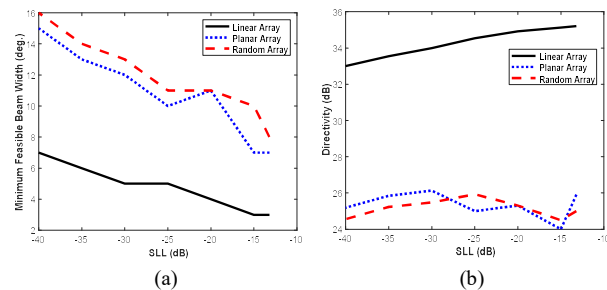 Minimum Feasible Beam Width (deg.)
16
14
12
10
8
6
4
2
-40
-35
-30
-25
-20
-15
-10
SLL (dB)
Linear Array
Planar Array
Random Array
(a)
Directivity (dB)
36
34
32
30
28
26
24
-40
-35
-30
-25
-20
-15
-10
SLL (dB)
Linear Array
Planar Array
Random Array
(b)